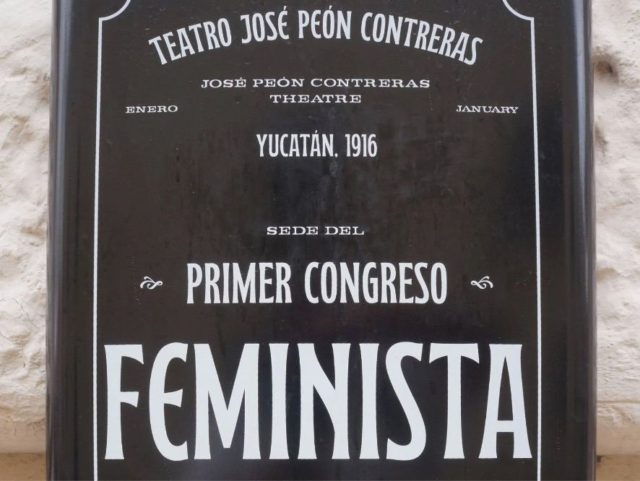 TEATRO JOSÉ PEÓN CONTRERAS
JOSÉ PEÓN CONTRERAS
THEATRE
ENERO JANUARY
YUCATÁN, 1916
SEDE DEL
PRIMER CONGRESO
FEMINISTA